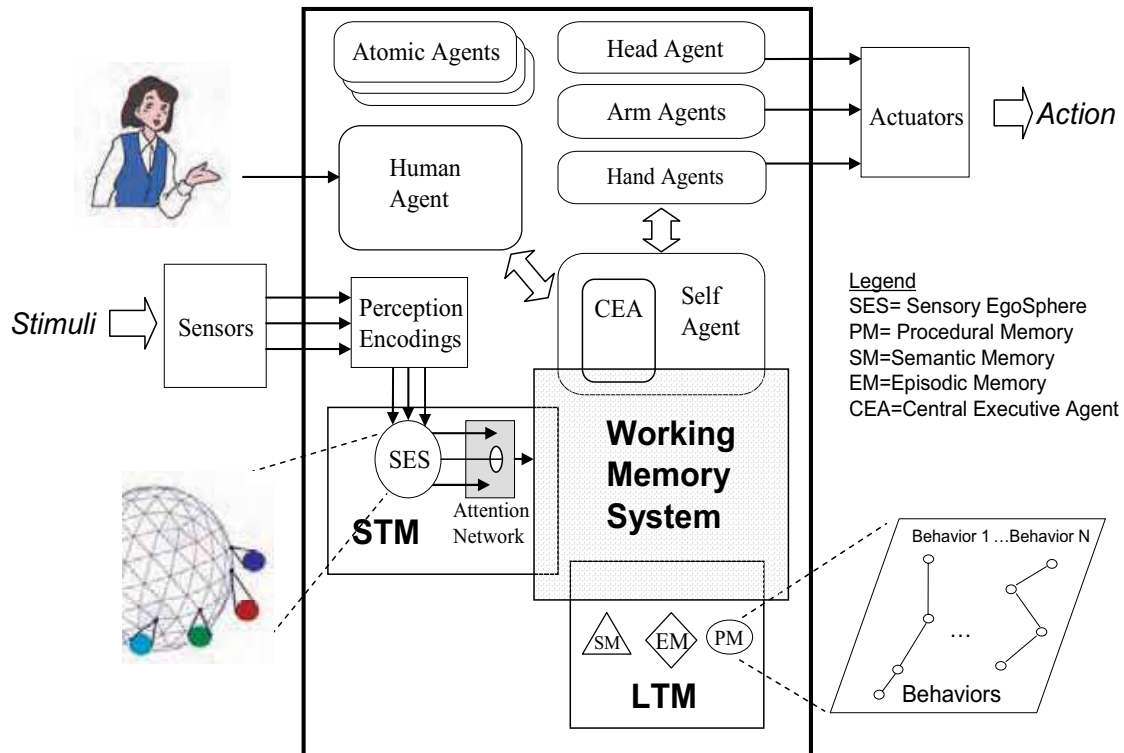 Atomic Agents
Head Agent
Arm Agents
Hand Agents
Actuators
Action
Human
Agent
Stimuli
Sensors
Perception
Encodings
CEA
Self
Agent
Legend
SES= Sensory EgoSphere
PM= Procedural Memory
SM=Semantic Memory
EM=Episodic Memory
CEA=Central Executive Agent
SES
Attention
Network
STM
Working
Memory
System
SM
EM
PM
LTM
Behavior 1 ...Behavior N
...
Behaviors